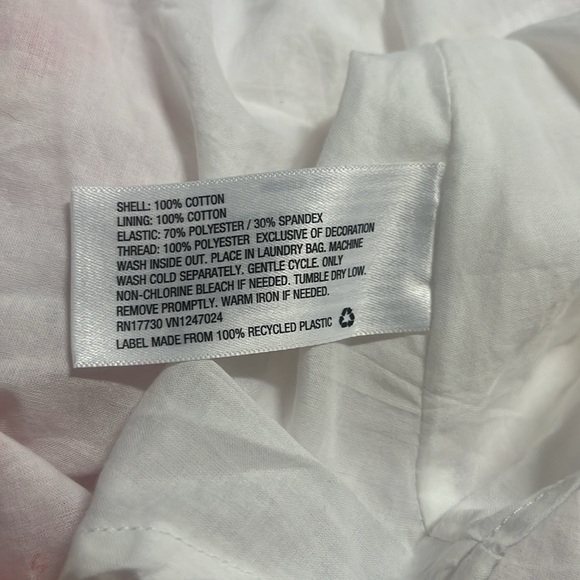 SHELL: 100% COTTON
LINING: 100% COTTON
ELASTIC: 70% POLYESTER / 30% SPANDEX
THREAD: 100% POLYESTER EXCLUSIVE OF DECORATION
WASH INSIDE OUT. PLACE IN LAUNDRY BAG. MACHINE
WASH COLD SEPARATELY. GENTLE CYCLE. ONLY
NON-CHLORINE BLEACH IF NEEDED. TUMBLE DRY LOW.
REMOVE PROMPTLY. WARM IRON IF NEEDED.
RN17730 VN1247024
LABEL MADE FROM 100% RECYCLED PLASTIC